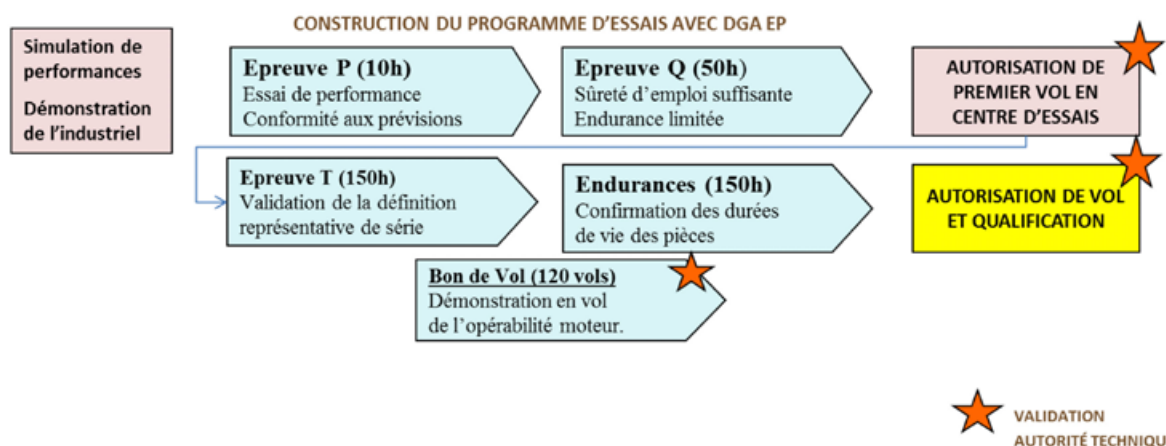 CONSTRUCTION DU PROGRAMME D'ESSAIS AVEC DGA EP
Simulation de
performances
Démonstration
de l'industriel
Epreuve P (10h)
Essai de performance
Conformité aux prévisions
Epreuve Q (50h)
Sûreté d'emploi suffisante
Endurance limitée
AUTORISATION DE
PREMIER VOL EN
CENTRE D'ESSAIS
Epreuve T (150h)
Validation de la définition
représentative de série
Endurances (150h)
Confirmation des durées
de vie des pièces
AUTORISATION DE VOL
ET QUALIFICATION
Bon de Vol (120 vols)
Démonstration en vol
de l'opérabilité moteur.
VALIDATION
AUTORITÉ TECHNIQU